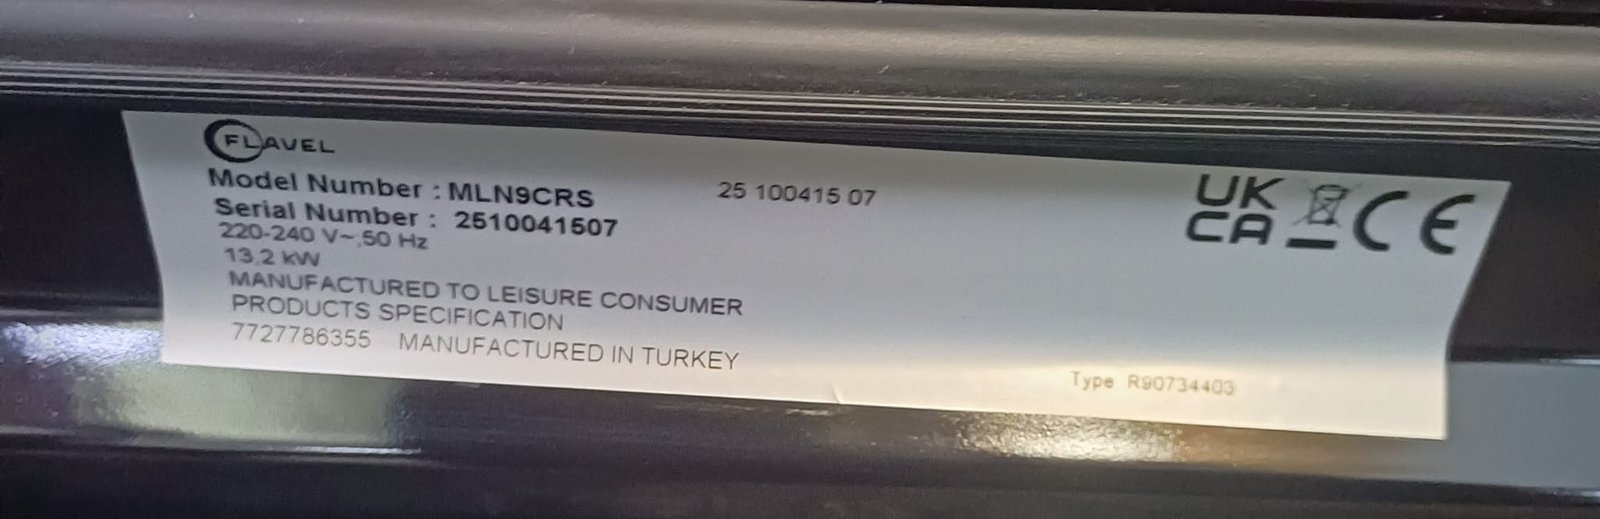 FLAVEL
Model Number : MLN9CRS
25 100415 07
Serial Number : 2510041507
220-240 V~,50 Hz
13,2 kW
MANUFACTURED TO LEISURE CONSUMER
PRODUCTS SPECIFICATION
7727786355 MANUFACTURED IN TURKEY
UK
CA
CE
Type R90734403